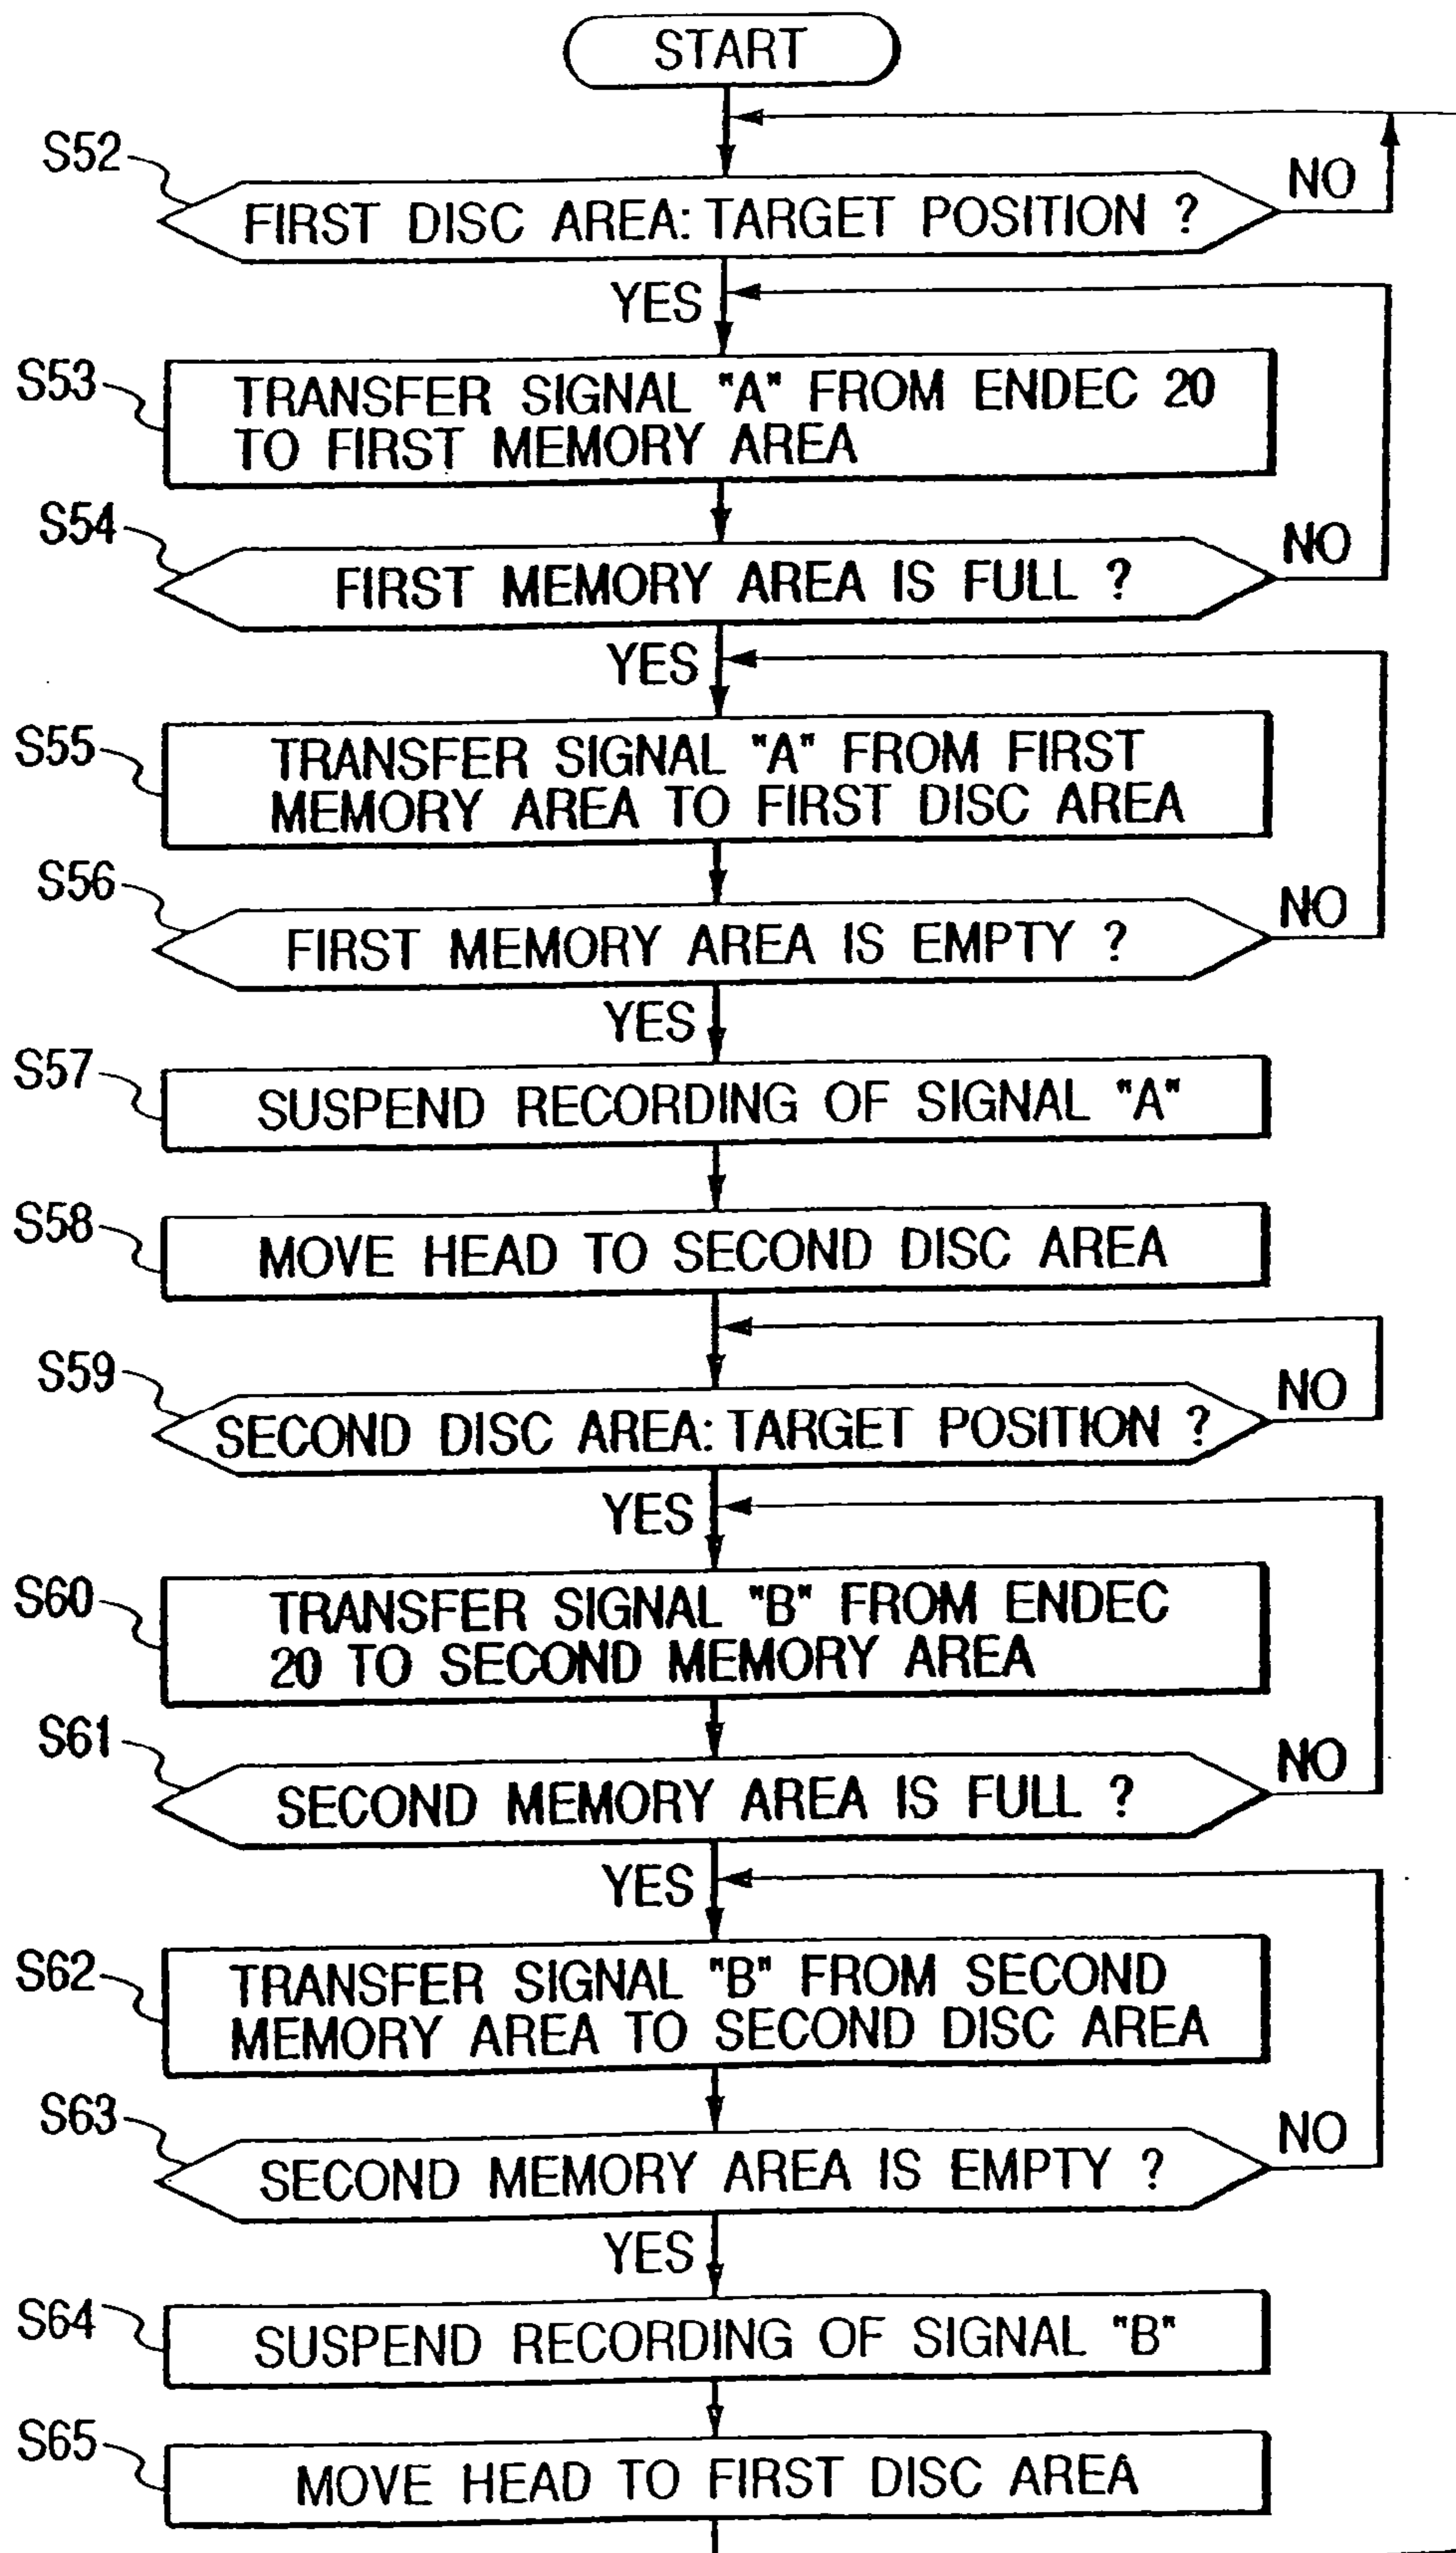 START
S52
NO
FIRST DISC AREA: TARGET POSITION ?
YES
S53
TRANSFER SIGNAL "A" FROM ENDEC 20
TO FIRST MEMORY AREA
S54
NO
FIRST MEMORY AREA IS FULL ?
YES
S55
TRANSFER SIGNAL "A" FROM FIRST
MEMORY AREA TO FIRST DISC AREA
S56
NO
FIRST MEMORY AREA IS EMPTY ?
YES
S57
SUSPEND RECORDING OF SIGNAL "A"
S58
MOVE HEAD TO SECOND DISC AREA
S59
NO
SECOND DISC AREA: TARGET POSITION ?
YES
S60
TRANSFER SIGNAL "B" FROM ENDEC
20 TO SECOND MEMORY AREA
S61
NO
SECOND MEMORY AREA IS FULL ?
YES
S62
TRANSFER SIGNAL "B" FROM SECOND
MEMORY AREA TO SECOND DISC AREA
S63
NO
SECOND MEMORY AREA IS EMPTY ?
YES
S64
SUSPEND RECORDING OF SIGNAL "B"
S65
MOVE HEAD TO FIRST DISC AREA